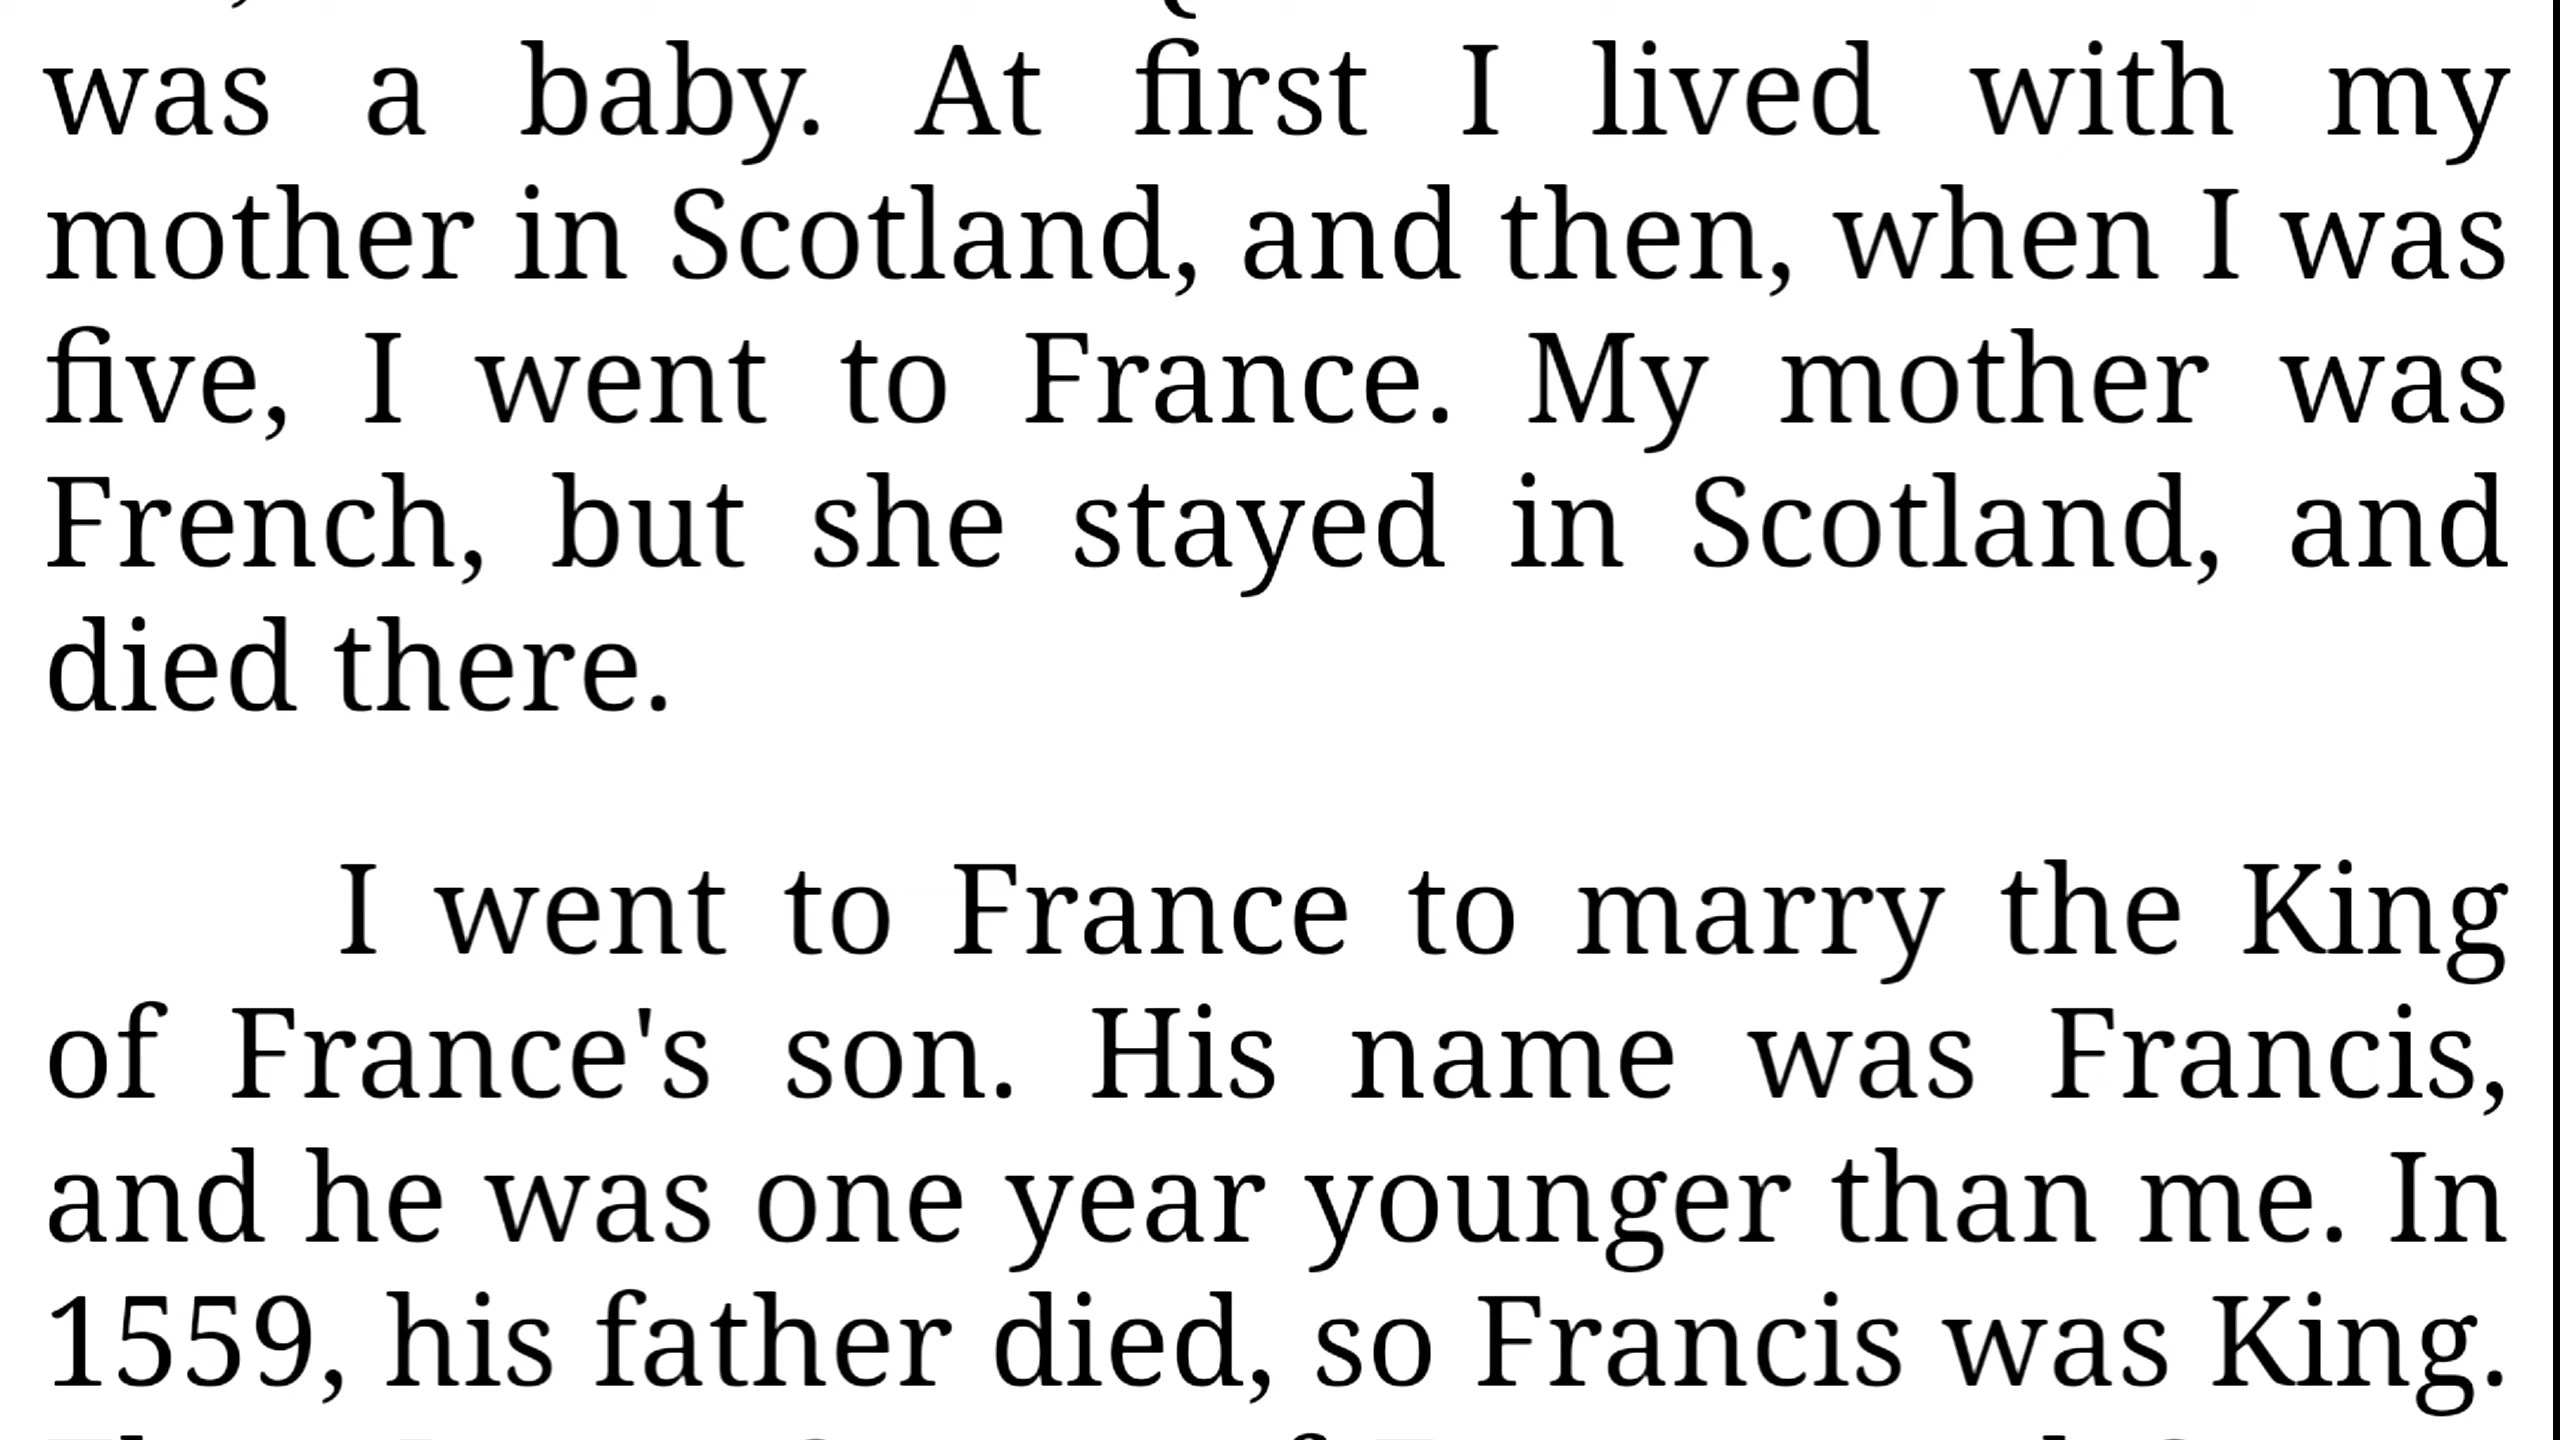 was a baby. At first I lived with my
mother in Scotland, and then, when I was
five, I went to France. My mother was
French, but she stayed in Scotland, and
died there.
I went to France to marry the King
of France's son. His name was Francis,
and he was one year younger than me. In
1559, his father died, so Francis was King.